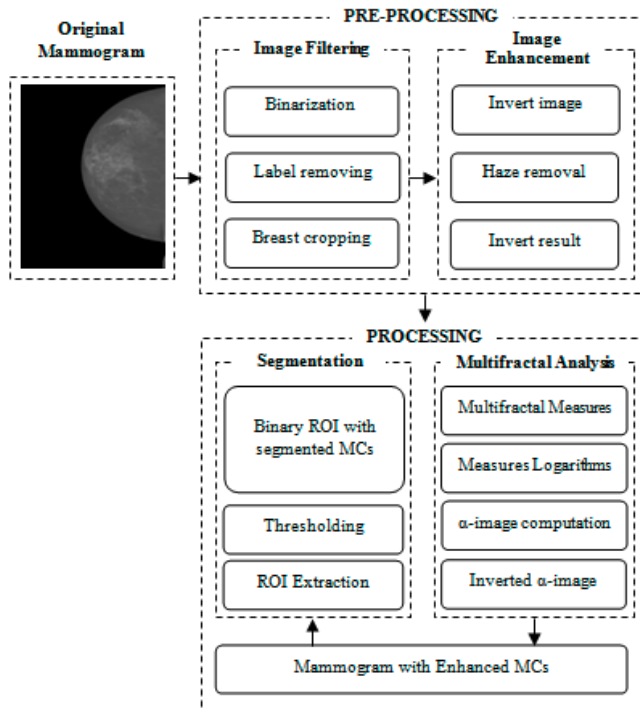 Original
Mammogram
PRE-PROCESSING
Image Filtering
Binarization
Label removing
Breast cropping
Image
Enhancement
Invert image
Haze removal
Invert result
PROCESSING
Segmentation
Binary ROI with
segmented MCs
Thresholding
ROI Extraction
Multifractal Analysis
Multifractal Measures
Measures Logarithms
α-image computation
Inverted α-image
Mammogram with Enhanced MCs